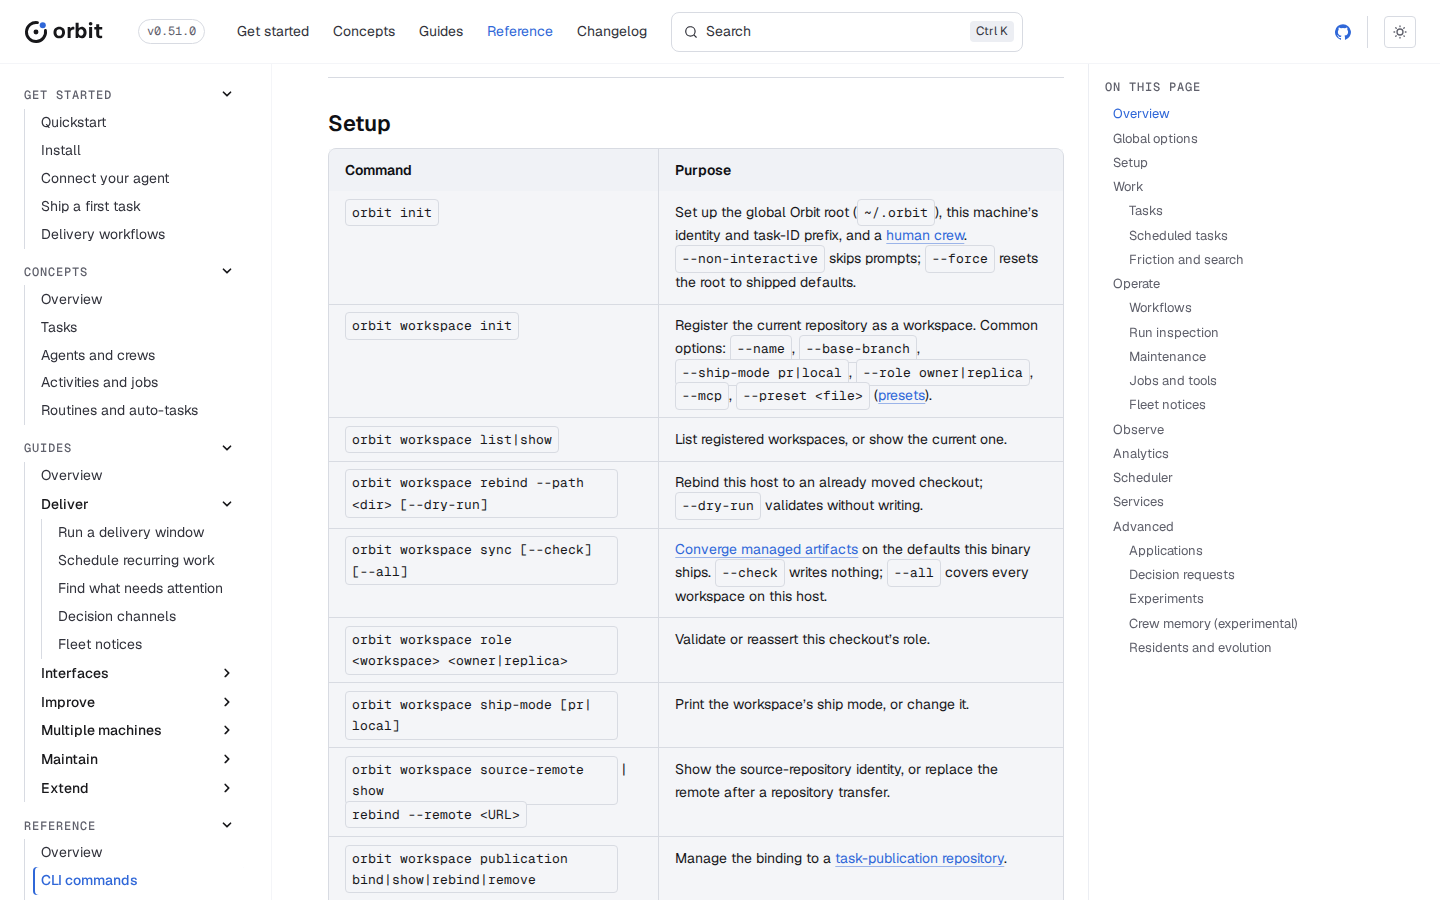 orbit
v0.51.0
Get started
Concepts
Guides
Reference
Changelog
Search
Ctrl K
GET STARTED
Quickstart
Install
Connect your agent
Ship a first task
Delivery workflows
CONCEPTS
Overview
Tasks
Agents and crews
Activities and jobs
Routines and auto-tasks
GUIDES
Overview
Deliver
Run a delivery window
Schedule recurring work
Find what needs attention
Decision channels
Fleet notices
Interfaces
Improve
Multiple machines
Maintain
Extend
REFERENCE
Overview
CLI commands
Setup
Command
Purpose
orbit init
Set up the global Orbit root (~/.orbit), this machine's
identity and task-ID prefix, and a human crew.
--non-interactive skips prompts; --force resets
the root to shipped defaults.
orbit workspace init
Register the current repository as a workspace. Common
options: --name, --base-branch,
--ship-mode pr|local, --role owner|replica,
--mcp, --preset <file> (presets).
orbit workspace list|show
List registered workspaces, or show the current one.
orbit workspace rebind --path
<dir> [--dry-run]
Rebind this host to an already moved checkout;
--dry-run validates without writing.
orbit workspace sync [--check]
[--all]
Converge managed artifacts on the defaults this binary
ships. --check writes nothing; --all covers every
workspace on this host.
orbit workspace role
<workspace> <owner|replica>
Validate or reassert this checkout's role.
orbit workspace ship-mode [pr|
local]
Print the workspace's ship mode, or change it.
orbit workspace source-remote |
show
rebind --remote <URL>
Show the source-repository identity, or replace the
remote after a repository transfer.
orbit workspace publication
bind|show|rebind|remove
Manage the binding to a task-publication repository.
ON THIS PAGE
Overview
Global options
Setup
Work
Tasks
Scheduled tasks
Friction and search
Operate
Workflows
Run inspection
Maintenance
Jobs and tools
Fleet notices
Observe
Analytics
Scheduler
Services
Advanced
Applications
Decision requests
Experiments
Crew memory (experimental)
Residents and evolution